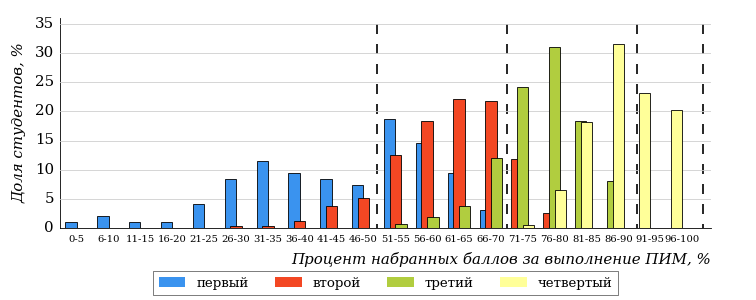 Доля студентов, %
35
30
25
20
15
10
5
0
0-5 6-10 11-15 16-20 21-25 26-30 31-35 36-40 41-45 46-50 51-55 56-60 61-65 66-70 71-75 76-80 81-85 86-90 91-95 96-100
Процент набранных баллов за выполнение ПИМ, %
первый второй третий четвертый